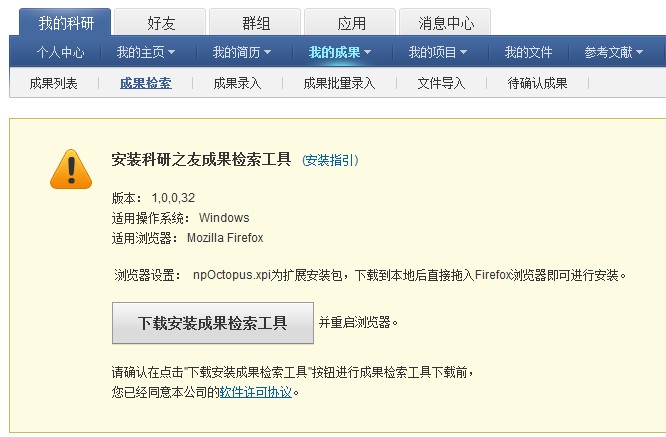 我的科研 好友 群组 应用 消息中心
个人中心 我的主页 我的简历 我的成果 我的项目 我的文件 参考文献
成果列表 成果检索 成果录入 成果批量录入 文件导入 待确认成果
安装科研之友成果检索工具 (安装指引)
版本： 1,0,0,32
适用操作系统： Windows
适用浏览器： Mozilla Firefox
浏览器设置： npOctopus.xpi为扩展安装包，下载到本地后直接拖入Firefox浏览器即可进行安装。
下载安装成果检索工具 并重启浏览器。
请确认在点击"下载安装成果检索工具"按钮进行成果检索工具下载前，
您已经同意本公司的软件许可协议。